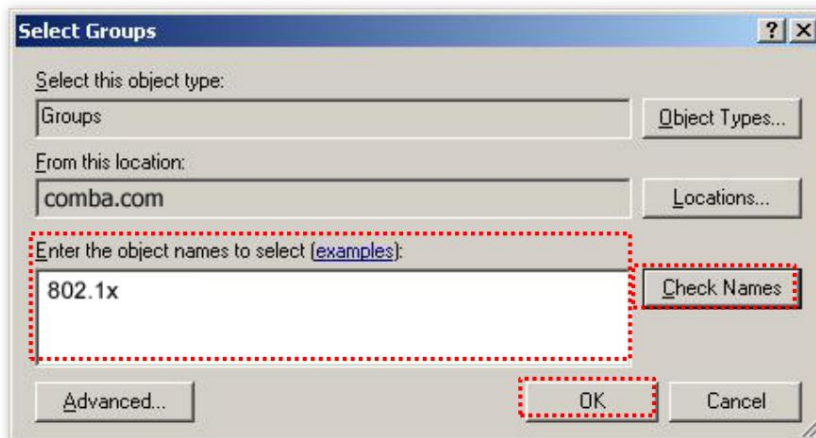 Select Groups
Select this object type:
Groups
Object Types...
From this location:
comba.com
Locations...
Enter the object names to select (examples):
802.1x
Check Names
Advanced...
OK
Cancel